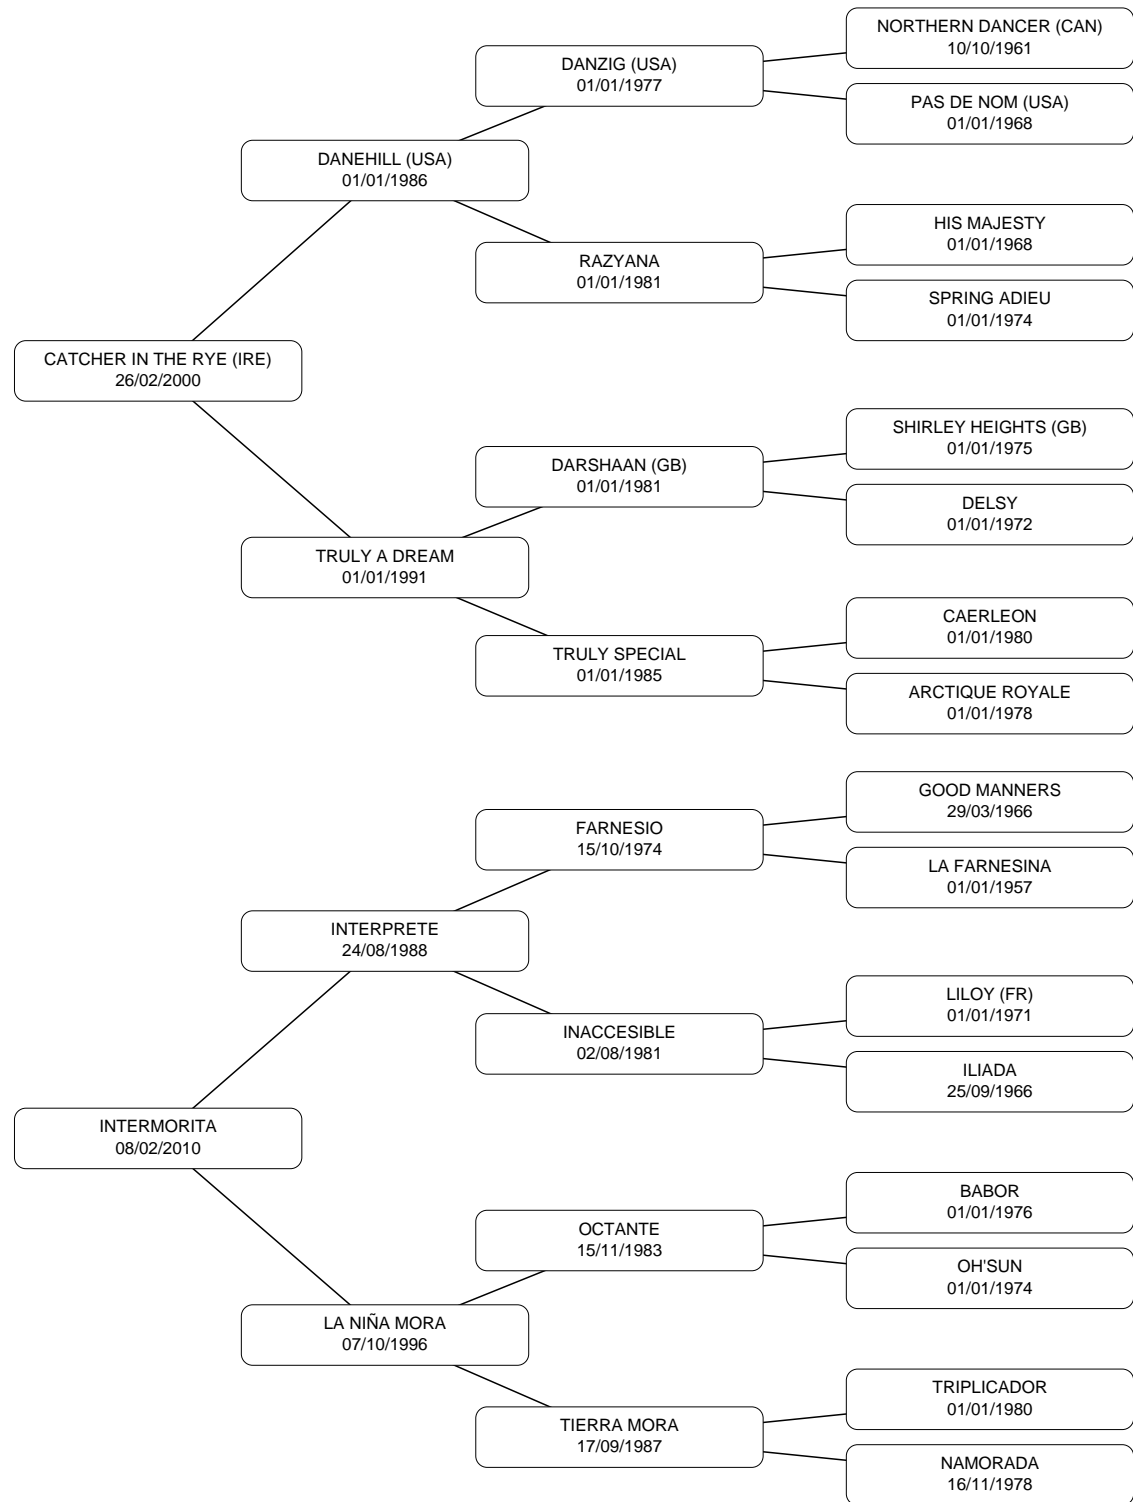 NORTHERN DANCER (CAN)
10/10/1961
DANZIG (USA)
01/01/1977
PAS DE NOM (USA)
01/01/1968
DANEHILL (USA)
01/01/1986
HIS MAJESTY
01/01/1968
RAZYANA
01/01/1981
SPRING ADIEU
01/01/1974
CATCHER IN THE RYE (IRE)
26/02/2000
SHIRLEY HEIGHTS (GB)
01/01/1975
DARSHAAN (GB)
01/01/1981
DELSY
01/01/1972
TRULY A DREAM
01/01/1991
CAERLEON
01/01/1980
TRULY SPECIAL
01/01/1985
ARCTIQUE ROYALE
01/01/1978
GOOD MANNERS
29/03/1966
FARNESIO
15/10/1974
LA FARNESINA
01/01/1957
INTERPRETE
24/08/1988
LILOY (FR)
01/01/1971
INACCESIBLE
02/08/1981
ILIADA
25/09/1966
INTERMORITA
08/02/2010
BABOR
01/01/1976
OCTANTE
15/11/1983
OH'SUN
01/01/1974
LA NIÑA MORA
07/10/1996
TRIPLICADOR
01/01/1980
TIERRA MORA
17/09/1987
NAMORADA
16/11/1978